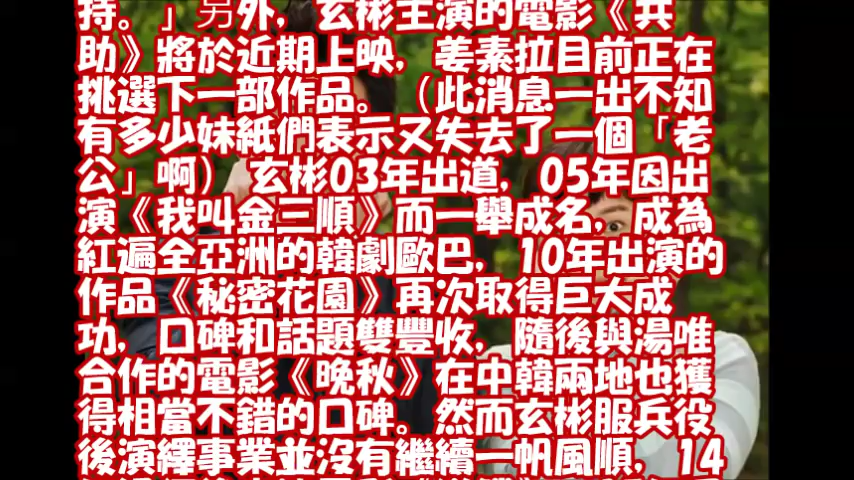 持。」另外，玄彬主演的電影《共
助》將於近期上映，姜素拉目前正在
挑選下一部作品。（此消息一出不知
有多少妹紙們表示又失去了一個「老
公」啊） 玄彬03年出道，05年因出
演《我叫金三順》而一舉成名，成為
紅遍全亞洲的韓劇歐巴，10年出演的
作品《秘密花園》再次取得巨大成
功，口碑和話題雙豐收，隨後與湯唯
合作的電影《晚秋》在中韓兩地也獲
得相當不錯的口碑。然而玄彬服兵役
後演繹事業並沒有繼續一帆風順，14